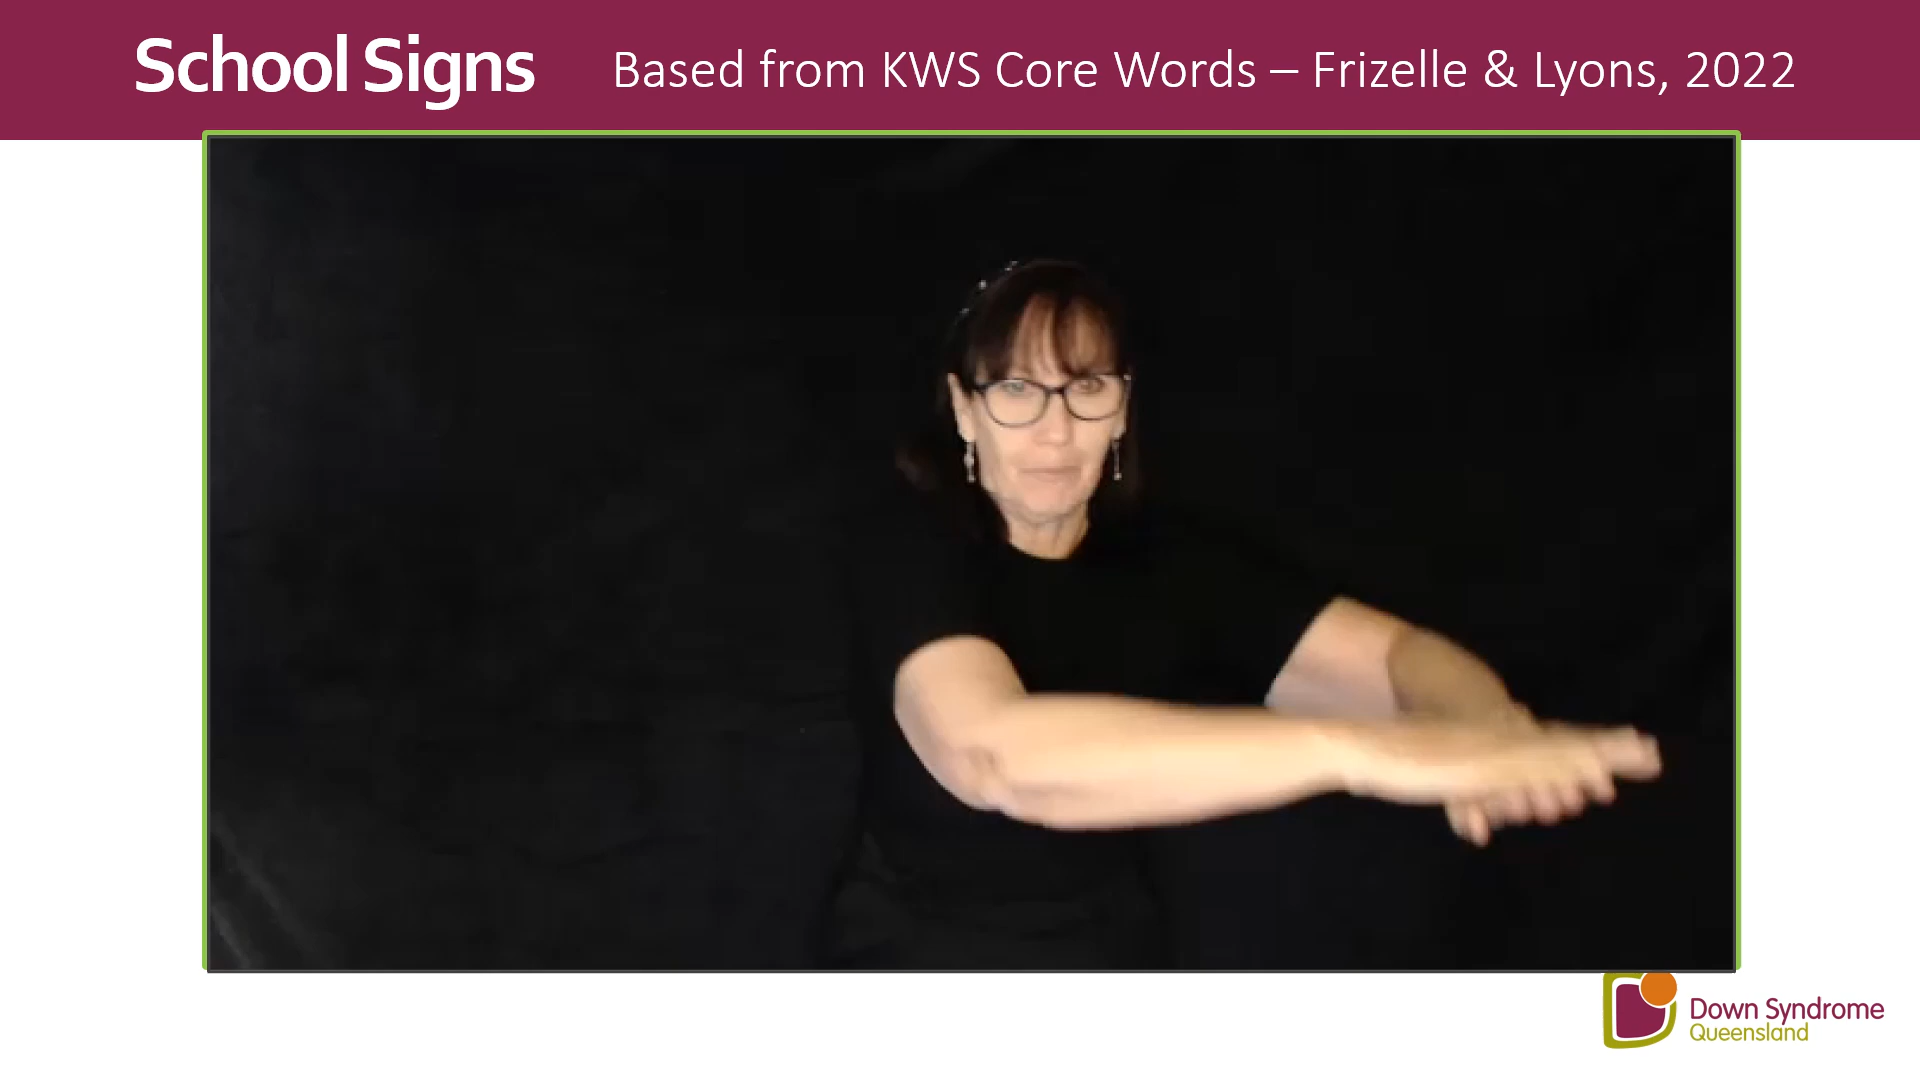 School Signs Based from KWS Core Words – Frizelle & Lyons, 2022
Down Syndrome
Queensland